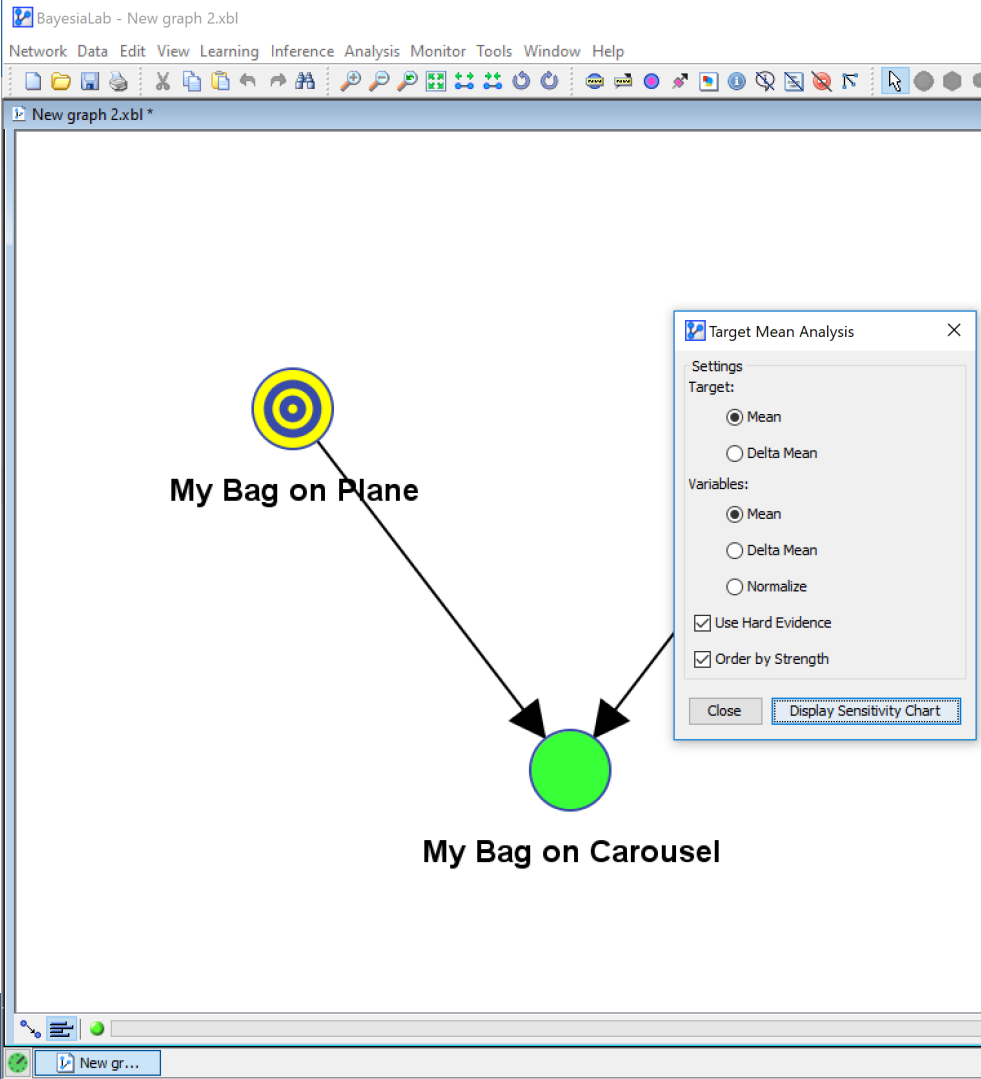 BayesiaLab - New graph 2.xbl
Network Data Edit View Learning Inference Analysis Monitor Tools Window Help
New graph 2.xbl *
Target Mean Analysis
Settings
Target:
Mean
Delta Mean
My Bag on Plane
Variables:
Mean
Delta Mean
Normalize
Use Hard Evidence
Order by Strength
Close Display Sensitivity Chart
My Bag on Carousel
New gr...